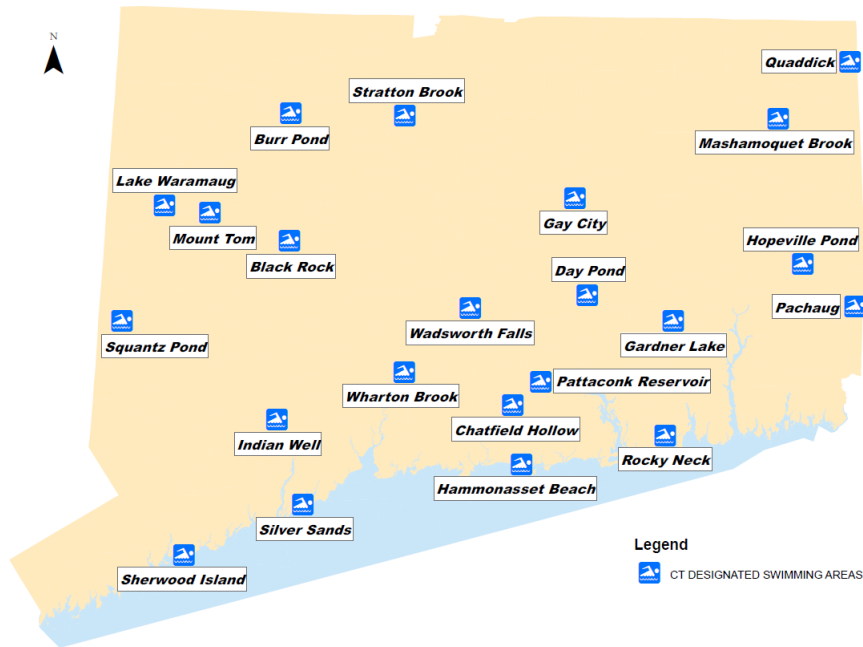 N
Quaddick
Stratton Brook
Burr Pond
Mashamoquet Brook
Lake Waramaug
Mount Tom
Gay City
Black Rock
Hopeville Pond
Day Pond
Pachaug
Wadsworth Falls
Squantz Pond
Gardner Lake
Pattaconk Reservoir
Wharton Brook
Chatfield Hollow
Indian Well
Rocky Neck
Hammonasset Beach
Silver Sands
Sherwood Island
Legend
CT DESIGNATED SWIMMING AREAS